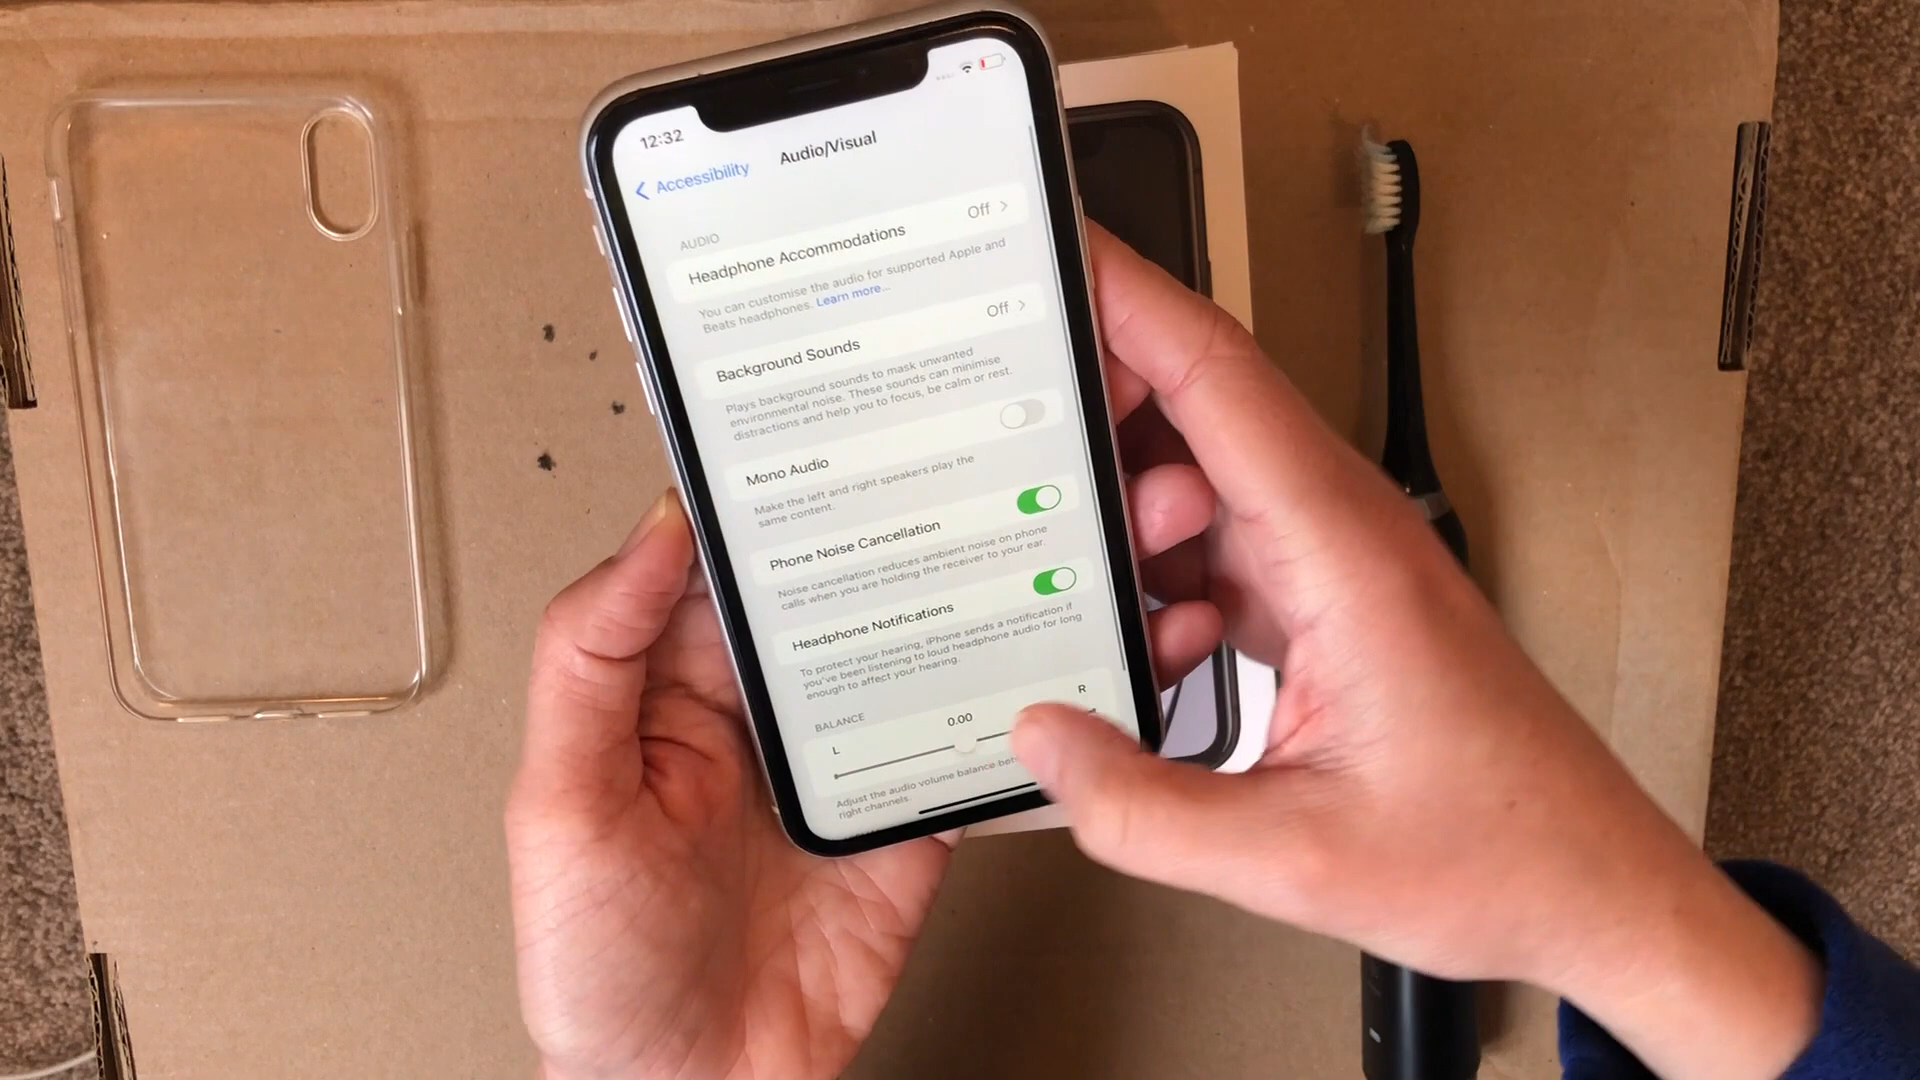 12:32
Accessibility
Audio/Visual
AUDIO
Headphone Accommodations
Off
You can customise the audio for supported Apple and
Beats headphones. Learn more...
Background Sounds
Off
Plays background sounds to mask unwanted
environmental noise. These sounds can minimise
distractions and help you to focus, be calm or rest.
Mono Audio
Make the left and right speakers play the
same content.
Phone Noise Cancellation
Noise cancellation reduces ambient noise on phone
calls when you are holding the receiver to your ear.
Headphone Notifications
To protect your hearing, iPhone sends a notification if
you've been listening to loud headphone audio for long
enough to affect your hearing.
BALANCE
L
0.00
R
Adjust the audio volume balance
right channels.